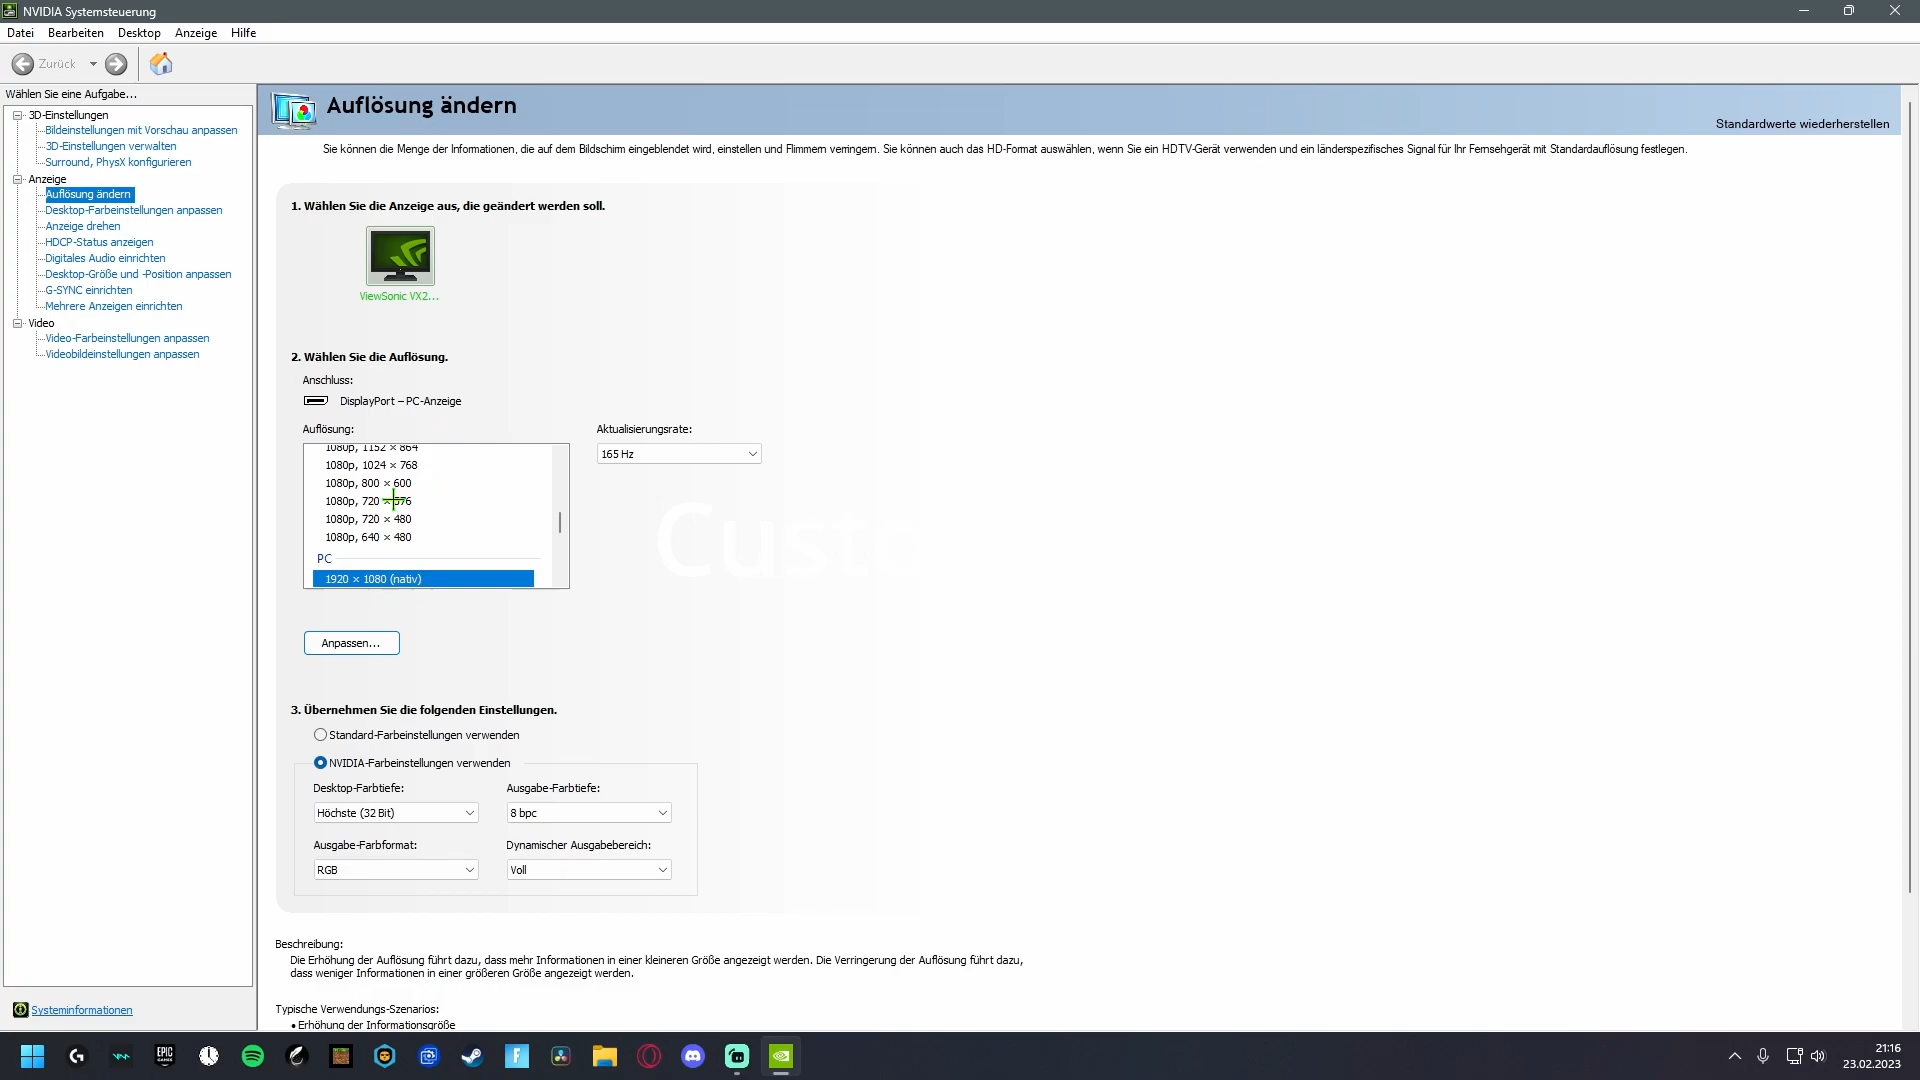 NVIDIA Systemsteuerung
Datei Bearbeiten Desktop Anzeige Hilfe
Zurück
Wählen Sie eine Aufgabe...
3D-Einstellungen
Bildeinstellungen mit Vorschau anpassen
3D-Einstellungen verwalten
Surround, PhysX konfigurieren
Anzeige
Auflösung ändern
Desktop-Farbeinstellungen anpassen
Anzeige drehen
HDCP-Status anzeigen
Digitales Audio einrichten
Desktop-Größe und -Position anpassen
G-SYNC einrichten
Mehrere Anzeigen einrichten
Video
Video-Farbeinstellungen anpassen
Videobildeinstellungen anpassen
Systeminformationen
Auflösung ändern
Standardwerte wiederherstellen
Sie können die Menge der Informationen, die auf dem Bildschirm eingeblendet wird, einstellen und Flimmern verringern. Sie können auch das HD-Format auswählen, wenn Sie ein HDTV-Gerät verwenden und ein länderspezifisches Signal für Ihr Fernsehgerät mit Standardauflösung festlegen.
1. Wählen Sie die Anzeige aus, die geändert werden soll.
ViewSonic VX2...
2. Wählen Sie die Auflösung.
Anschluss:
DisplayPort – PC-Anzeige
Auflösung:
1080p, 1152 × 864
1080p, 1024 × 768
1080p, 800 × 600
1080p, 720 × 576
1080p, 720 × 480
1080p, 640 × 480
PC
1920 × 1080 (nativ)
Aktualisierungsrate:
165 Hz
Custo
Anpassen...
3. Übernehmen Sie die folgenden Einstellungen.
Standard-Farbeinstellungen verwenden
NVIDIA-Farbeinstellungen verwenden
Desktop-Farbtiefe: Ausgabe-Farbtiefe:
Höchste (32 Bit) 8 bpc
Ausgabe-Farbformat: Dynamischer Ausgabebereich:
RGB Voll
Beschreibung:
Die Erhöhung der Auflösung führt dazu, dass mehr Informationen in einer kleineren Größe angezeigt werden. Die Verringerung der Auflösung führt dazu,
dass weniger Informationen in einer größeren Größe angezeigt werden.
Typische Verwendungs-Szenarios:
• Erhöhung der Informationsgröße
EPIC
GAMES
21:16
23.02.2023